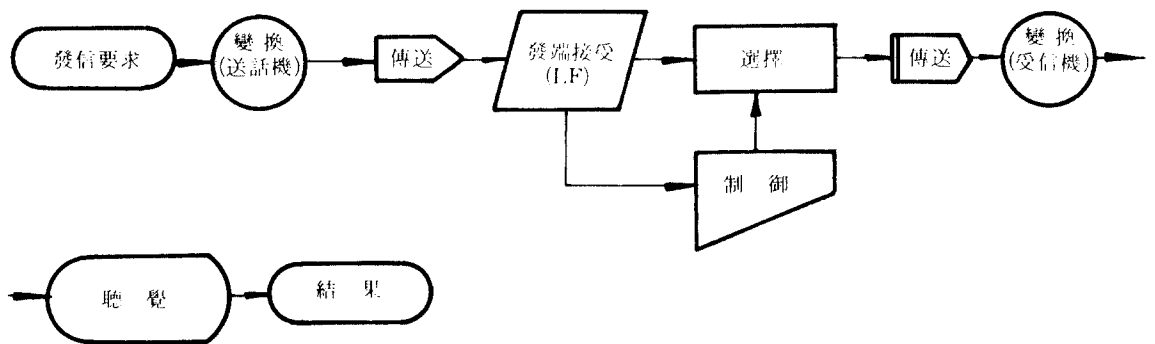 發信要求
變換
(送話機)
傳送
發端接受
(I.F)
選擇
傳送
變換
(受信機)
制御
聽覺
結果